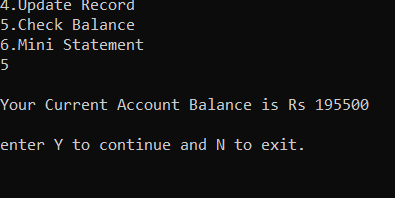 4.Update Record
5.Check Balance
6.Mini Statement
5
Your Current Account Balance is Rs 195500
enter Y to continue and N to exit.